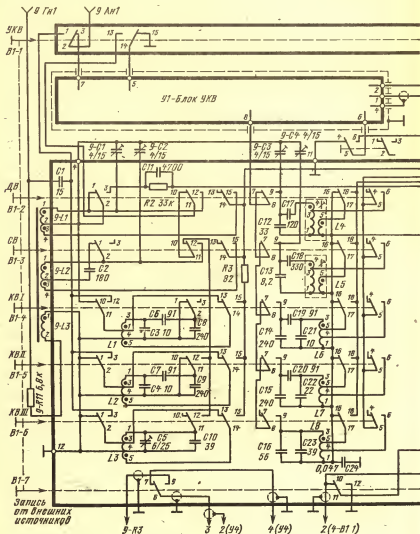 9 Гн1
9 Ан1
УКВ
В1-1
У1-Блок УКВ
9-С1
4/15
9-С2
4/15
9-С3
4/15
9-С4 4/15
С11 4700
С1
15
ДВ
В1-2
9-L1
R2 33к
С12
33
С17
120
L4
СВ
В1-3
9-L2
С2
180
R3
82
С13
8,2
С18
330
L5
КВI
В1-4
9-L3
С6 91
С3 10
С8
240
L1
С14
240
С19 91
С21
10
L6
КВII
В1-5
9-R11 6,8к
С7 91
С4 10
С9
240
L2
С15
240
С20 91
С22
22
L7
КВIII
В1-6
С5
6/25
С10
39
L3
С16
56
L8
С23
39
0,047
С24
12
В1-7
Запись
от внешних
источников
9-К3
3
2(У4)
4(У4)
2(4-В1 1)